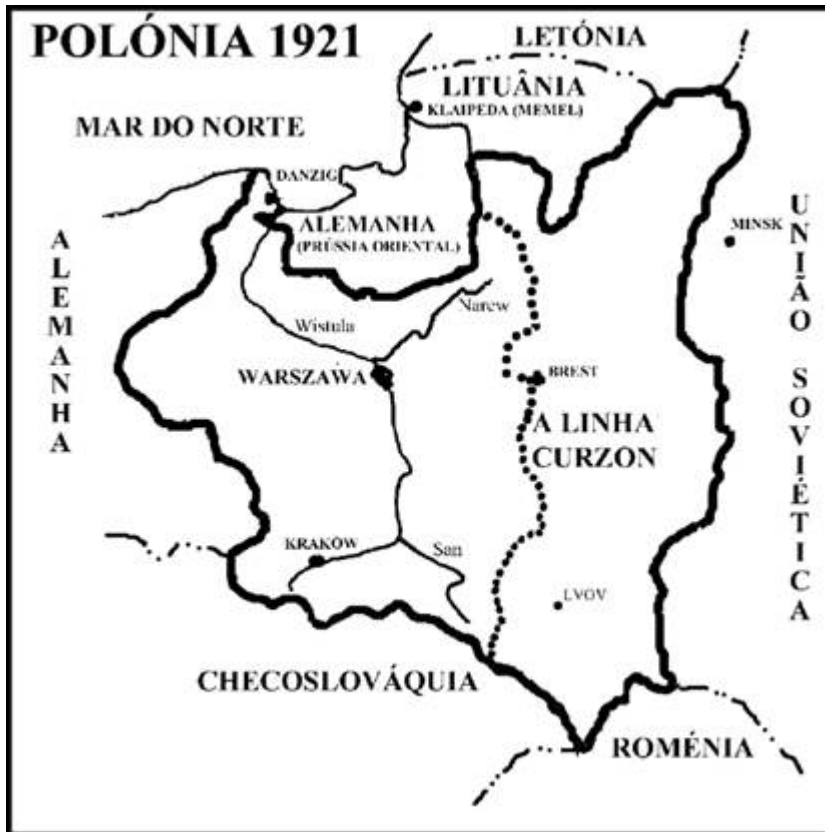 POLÓNIA 1921
LETÓNIA
LITUÂNIA
KLAIPEDA (MEMEL)
MAR DO NORTE
DANZIG
ALEMANHA
(PRÚSSIA ORIENTAL)
ALEMANHA
MINSK
UNIÃO SOVIÉTICA
Narew
Wistula
WARSZAWA
BREST
A LINHA
CURZON
KRAKOW
San
LVOV
CHECOSLOVÁQUIA
ROMÉNIA